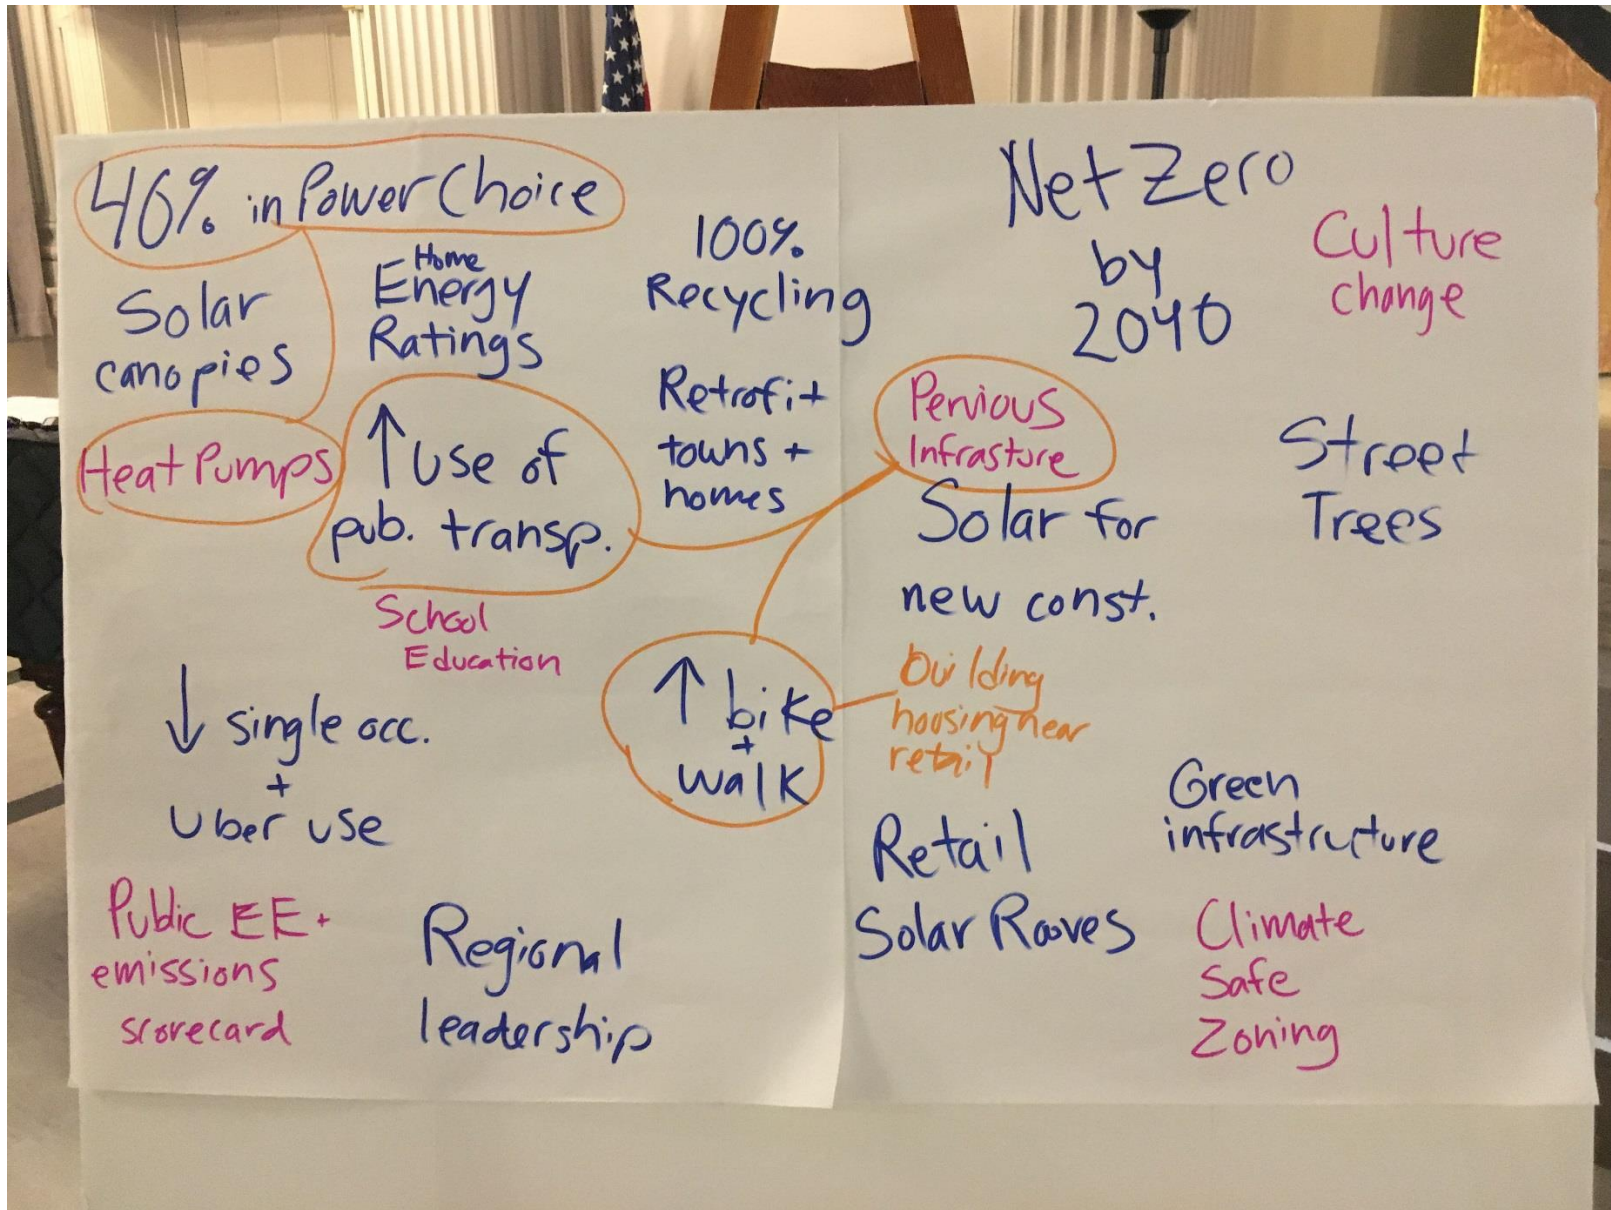 40% in Power Choice
Solar
canopies
Home
Energy
Ratings
100%
Recycling
Heat Pumps
↑ Use of
pub. transp.
Retrofit
towns +
homes
School
Education
↓ single occ.
+
Uber use
↑ bike
+
walk
Public EE +
emissions
scorecard
Regional
leadership
Net Zero
by
2040
Culture
change
Pervious
Infrasture
Street
Trees
Solar for
new const.
building
housing near
retail
Retail
Solar Rooves
Green
infrastructure
Climate
Safe
Zoning